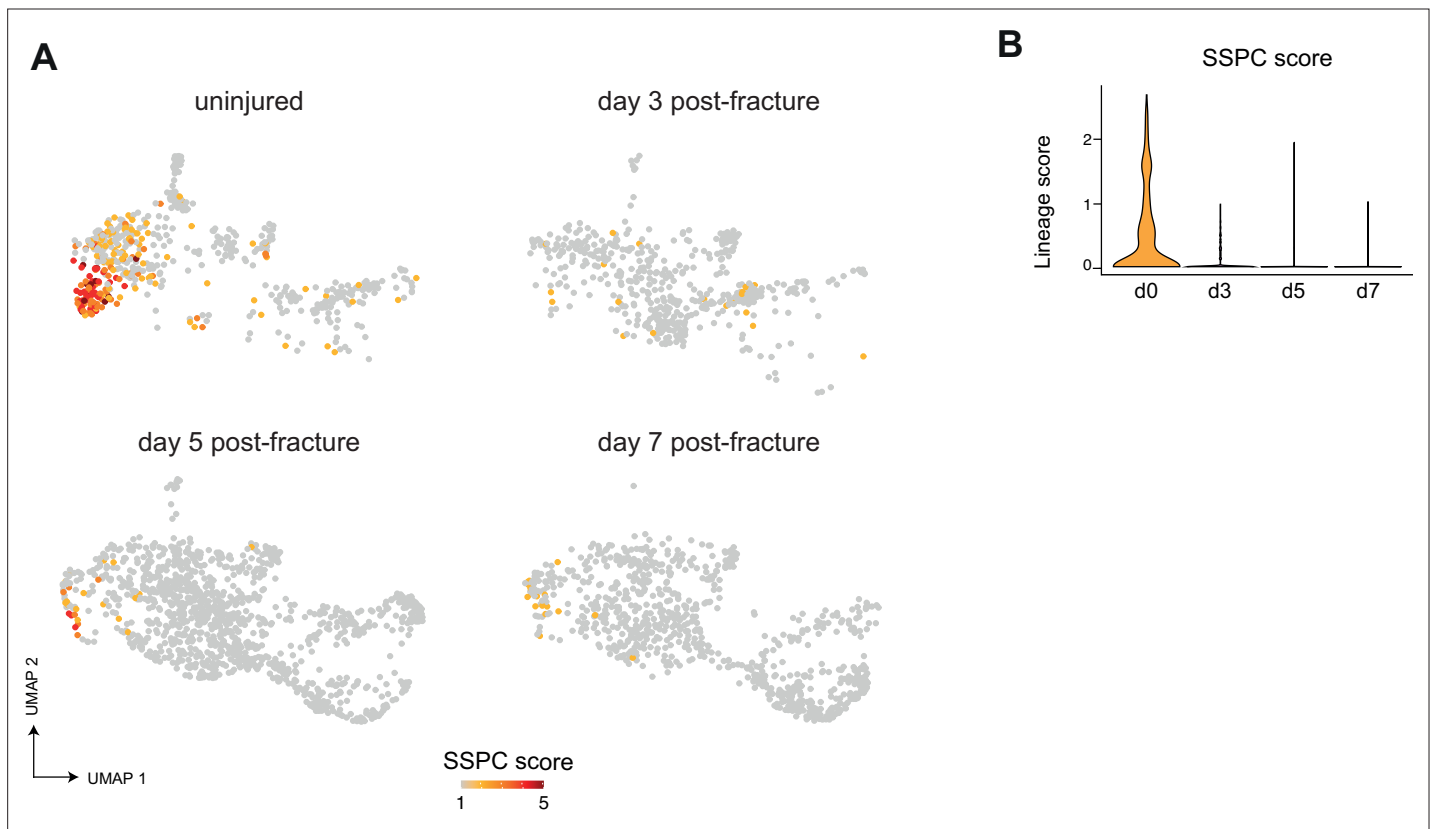 A
uninjured
day 3 post-fracture
day 5 post-fracture
day 7 post-fracture
UMAP 2
UMAP 1
SSPC score
1 5
B
SSPC score
Lineage score
2
1
0
d0 d3 d5 d7